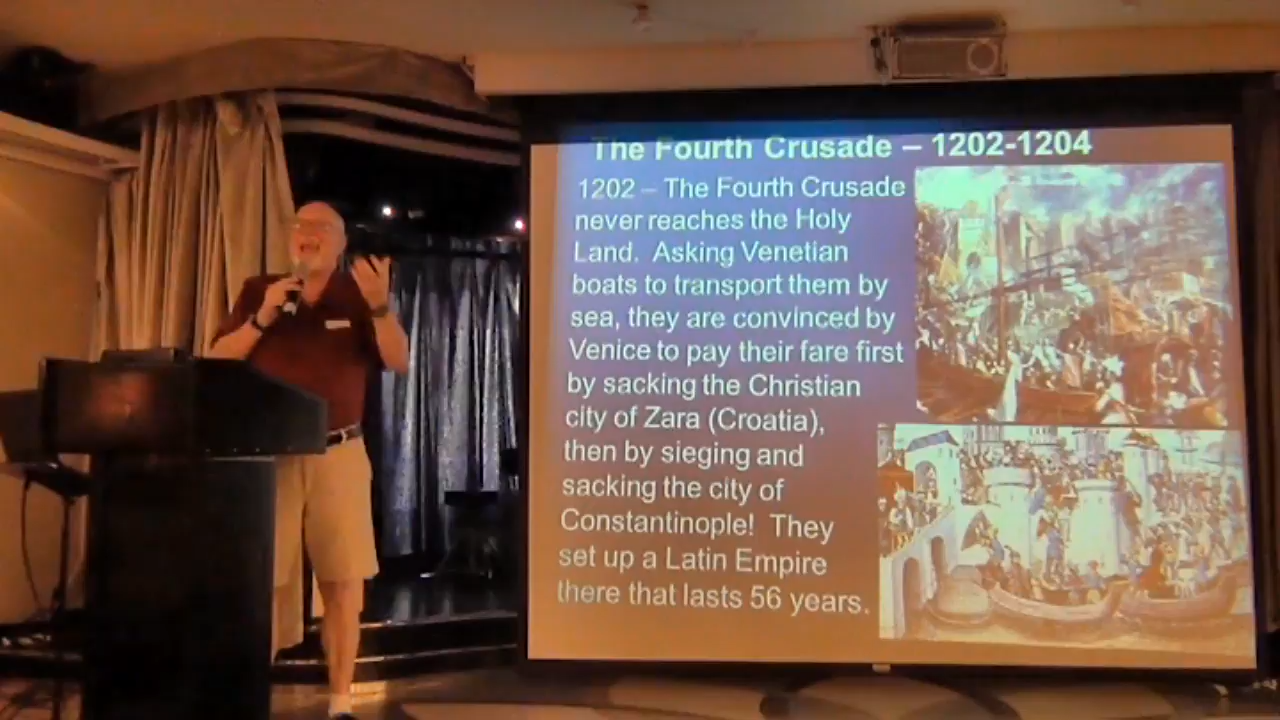 The Fourth Crusade – 1202-1204
1202 – The Fourth Crusade
never reaches the Holy
Land.  Asking Venetian
boats to transport them by
sea, they are convinced by
Venice to pay their fare first
by sacking the Christian
city of Zara (Croatia),
then by sieging and
sacking the city of
Constantinople!  They
set up a Latin Empire
there that lasts 56 years.